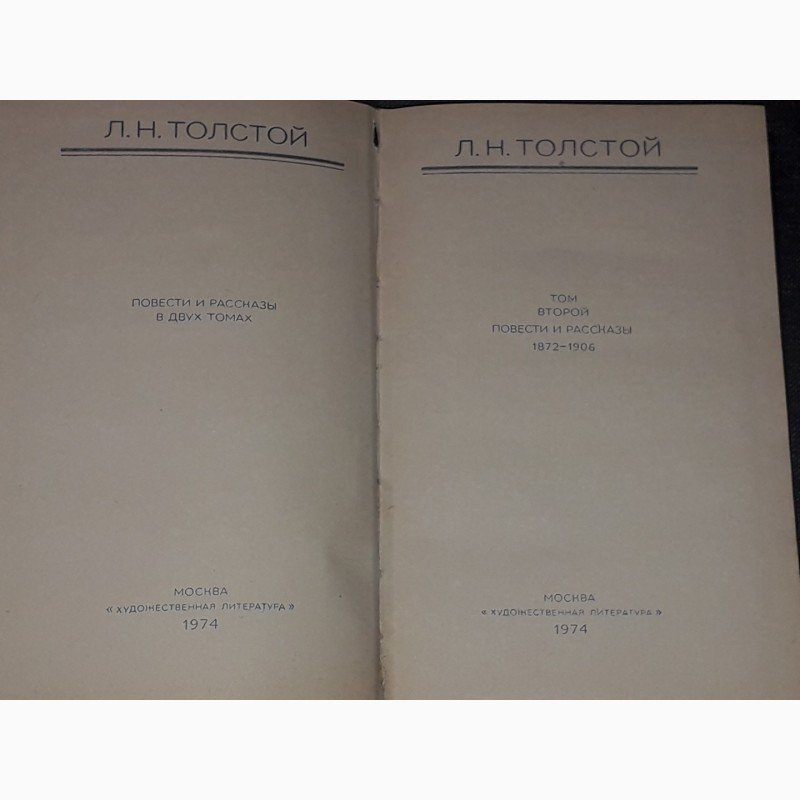 Л. Н. ТОЛСТОЙ
ПОВЕСТИ И РАССКАЗЫ
В ДВУХ ТОМАХ
МОСКВА
«ХУДОЖЕСТВЕННАЯ ЛИТЕРАТУРА»
1974
Л. Н. ТОЛСТОЙ
ТОМ
ВТОРОЙ
ПОВЕСТИ И РАССКАЗЫ
1872–1906
МОСКВА
«ХУДОЖЕСТВЕННАЯ ЛИТЕРАТУРА»
1974